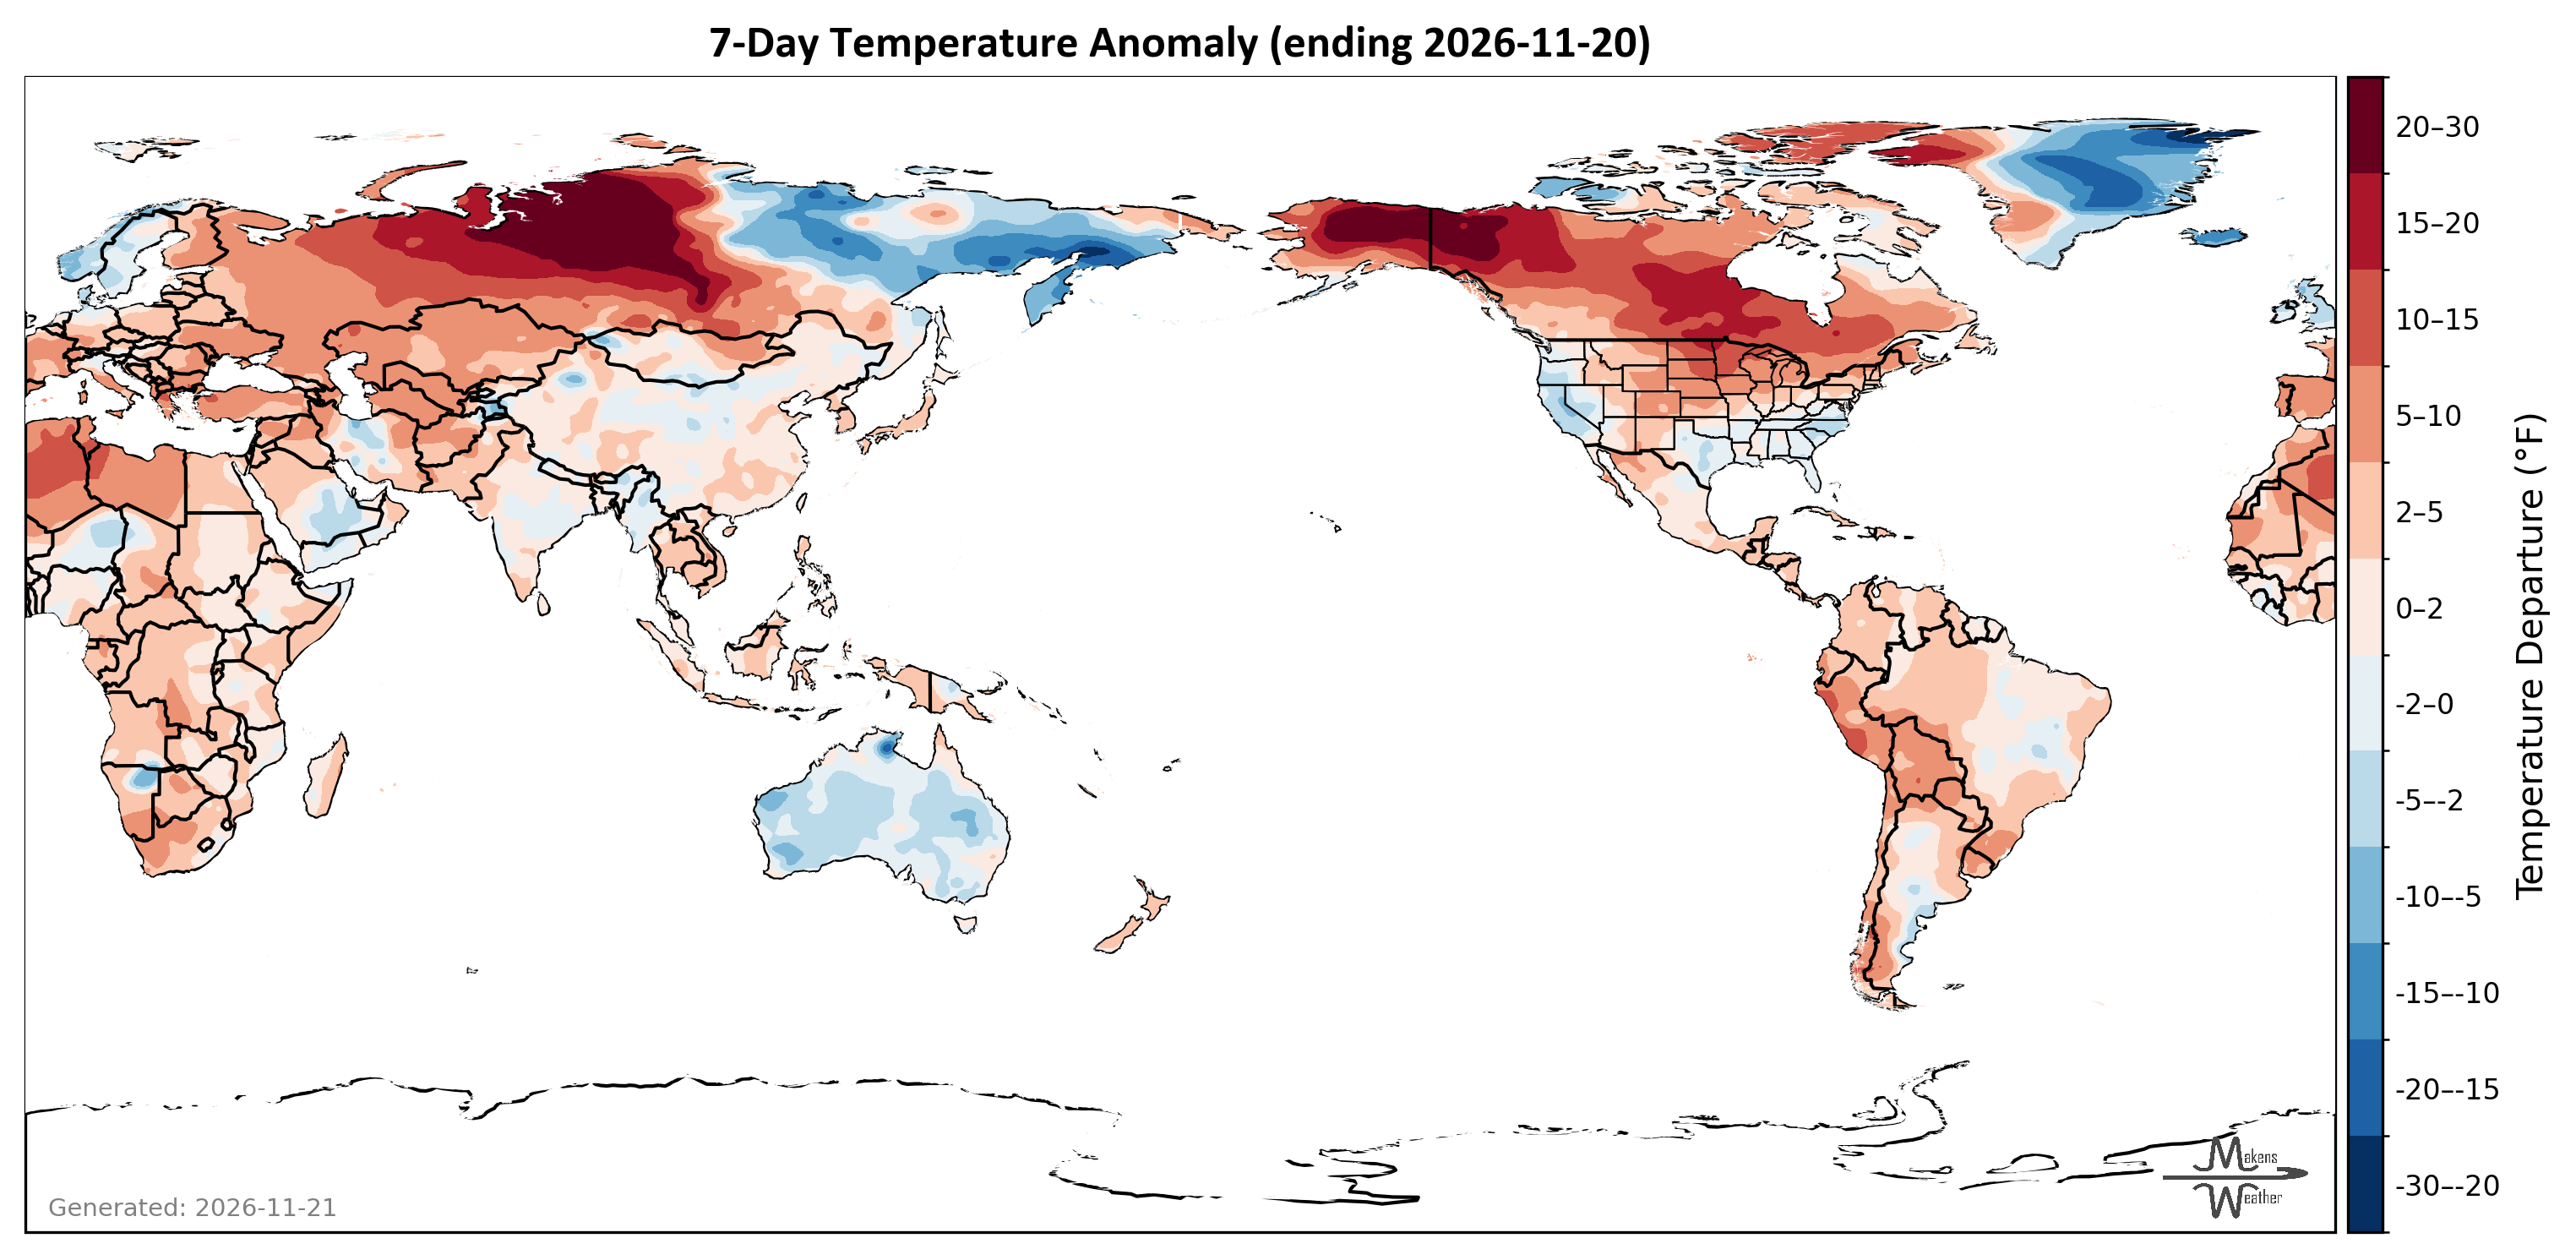 7-Day Temperature Anomaly (ending 2026-11-20)
20–30
15–20
10–15
5–10
2–5
0–2
-2–0
-5–-2
-10–-5
-15–-10
-20–-15
-30–-20
Temperature Departure (°F)
Makens
Weather
Generated: 2026-11-21